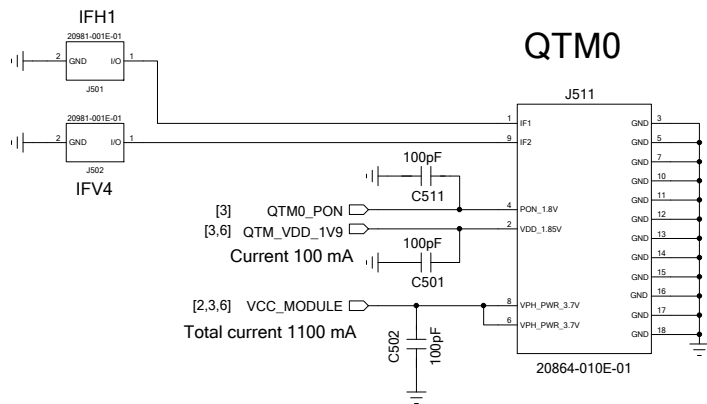 IFH1
20981-001E-01
2 GND I/O 1
J501
20981-001E-01
2 GND I/O 1
J502
IFV4
QTM0
J511
1 IF1
9 IF2
4 PON_1.8V
2 VDD_1.85V
8 VPH_PWR_3.7V
6 VPH_PWR_3.7V
GND 3
GND 5
GND 7
GND 10
GND 11
GND 12
GND 13
GND 14
GND 15
GND 16
GND 17
GND 18
20864-010E-01
100pF
C511
[3] QTM0_PON
[3,6] QTM_VDD_1V9
Current 100 mA
100pF
C501
[2,3,6] VCC_MODULE
Total current 1100 mA
C502
100pF